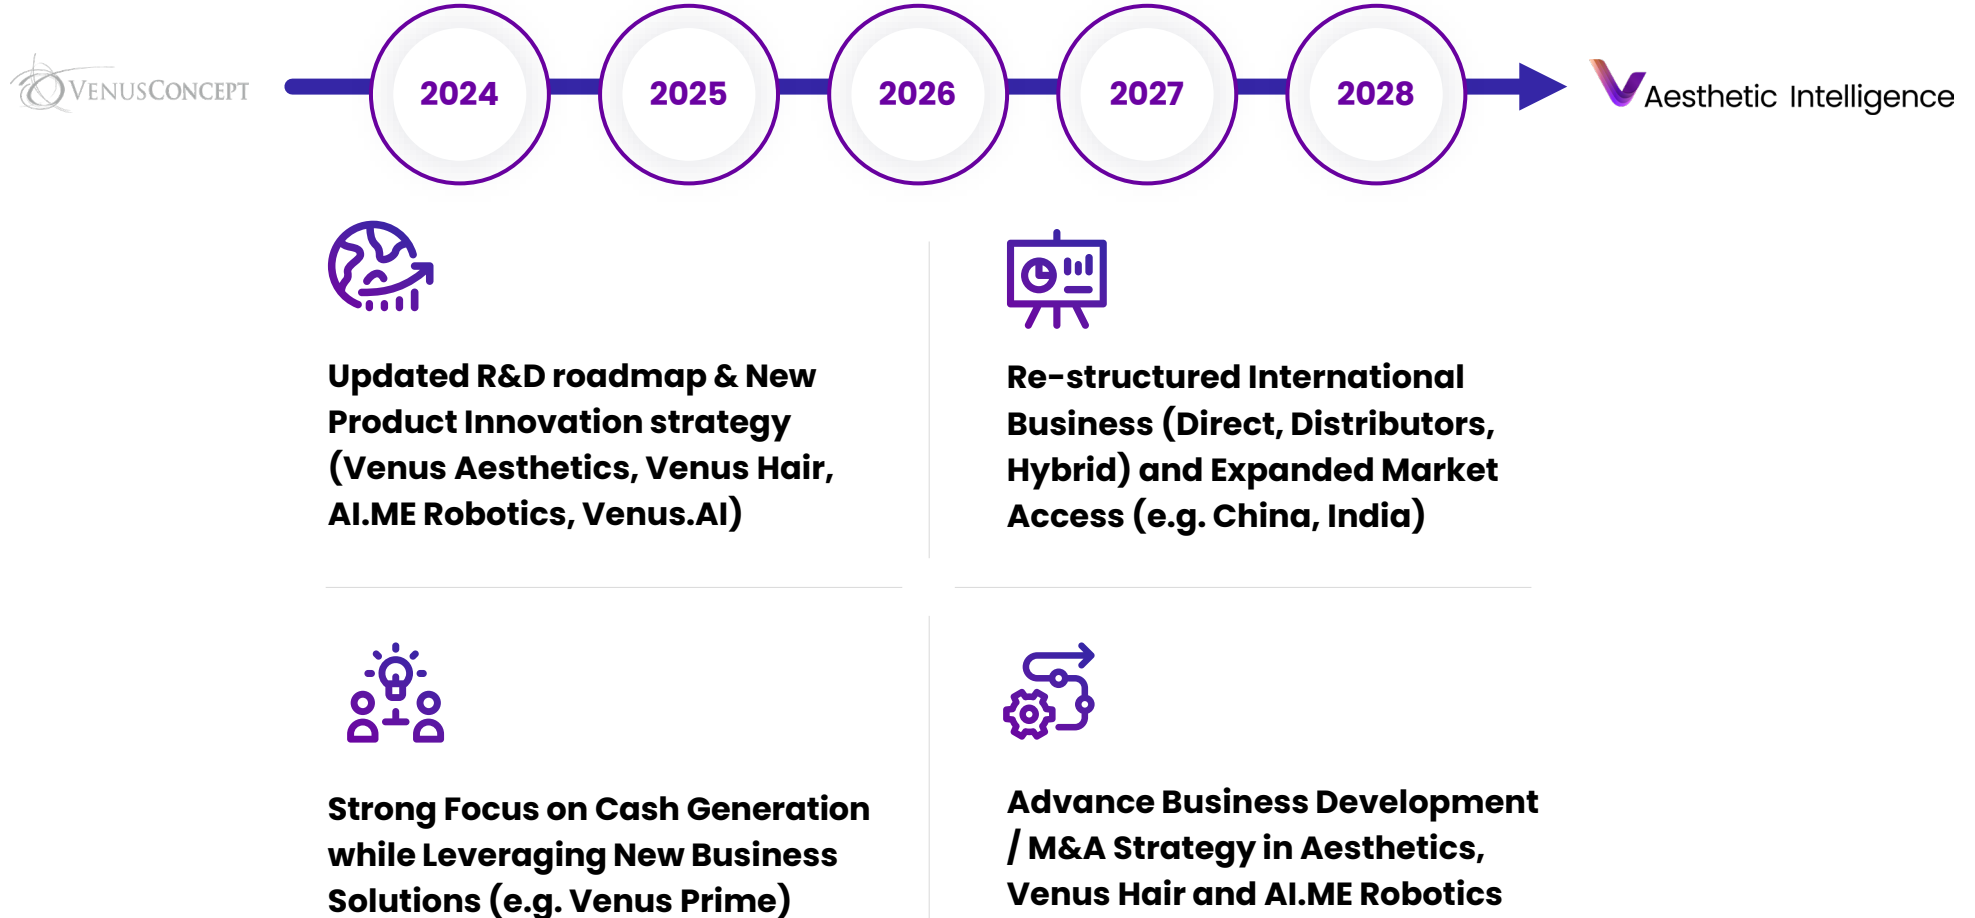 VENUSCONCEPT
2024
2025
2026
2027
2028
Aesthetic Intelligence
Updated R&D roadmap & New
Product Innovation strategy
(Venus Aesthetics, Venus Hair,
AI.ME Robotics, Venus.AI)
Re-structured International
Business (Direct, Distributors,
Hybrid) and Expanded Market
Access (e.g. China, India)
Strong Focus on Cash Generation
while Leveraging New Business
Solutions (e.g. Venus Prime)
Advance Business Development
/ M&A Strategy in Aesthetics,
Venus Hair and AI.ME Robotics